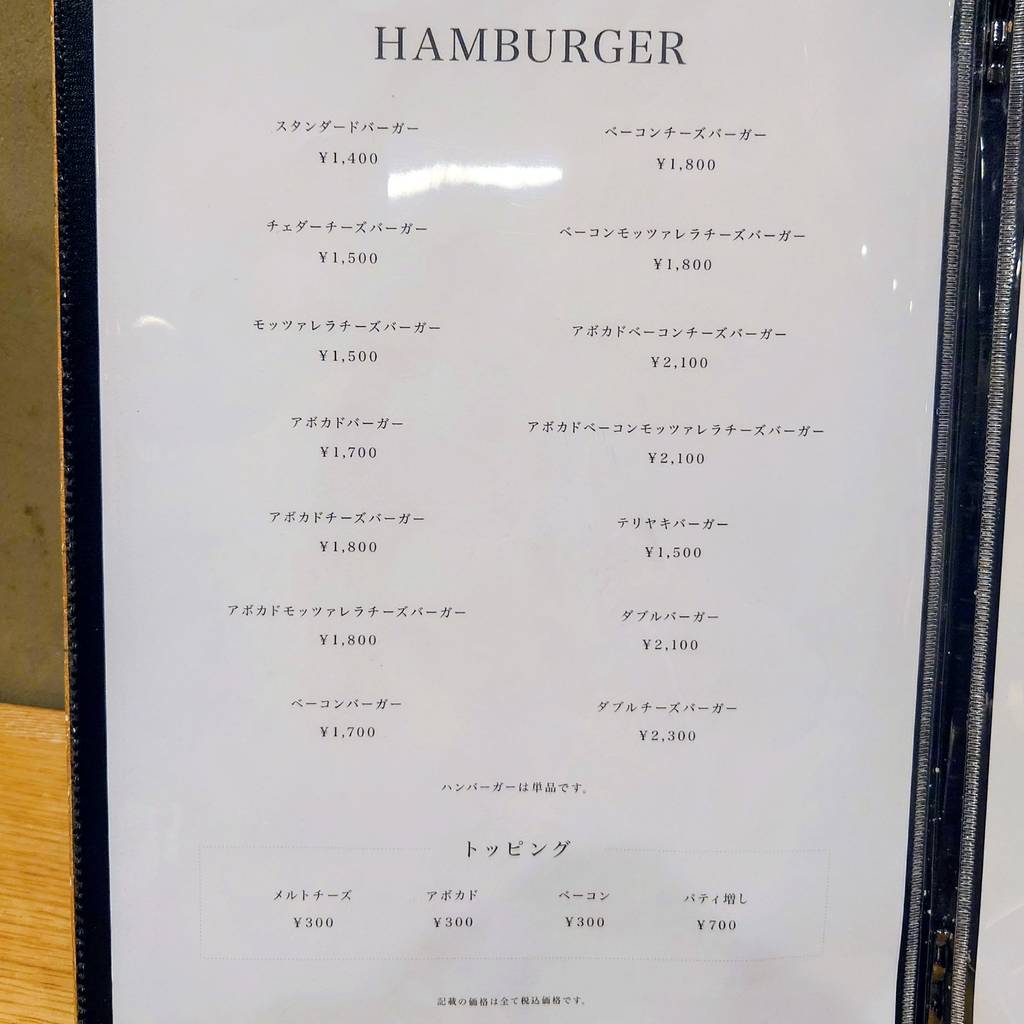 HAMBURGER
スタンダードバーガー
¥1,400
チェダーチーズバーガー
¥1,500
モッツァレラチーズバーガー
¥1,500
アボカドバーガー
¥1,700
アボカドチーズバーガー
¥1,800
アボカドモッツァレラチーズバーガー
¥1,800
ベーコンバーガー
¥1,700
ベーコンチーズバーガー
¥1,800
ベーコンモッツァレラチーズバーガー
¥1,800
アボカドベーコンチーズバーガー
¥2,100
アボカドベーコンモッツァレラチーズバーガー
¥2,100
テリヤキバーガー
¥1,500
ダブルバーガー
¥2,100
ダブルチーズバーガー
¥2,300
ハンバーガーは単品です。
トッピング
メルトチーズ
¥300
アボカド
¥300
ベーコン
¥300
パティ増し
¥700
記載の価格は全て税込価格です。